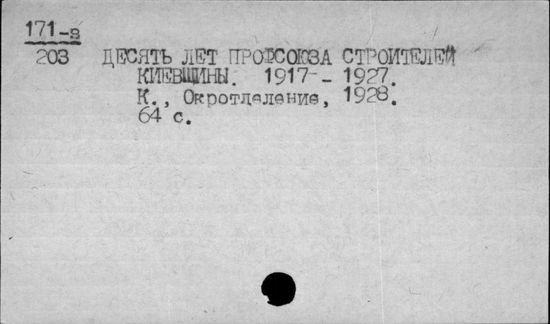 171-в
203 ДЕСЯТЬ ЛЕТ ПРОФСОЮЗА СТРОИТЕЛЕЙ
КИЕВЩИНЫ. 1917 - 1927.
К., Окротделение, 1928.
64 с.